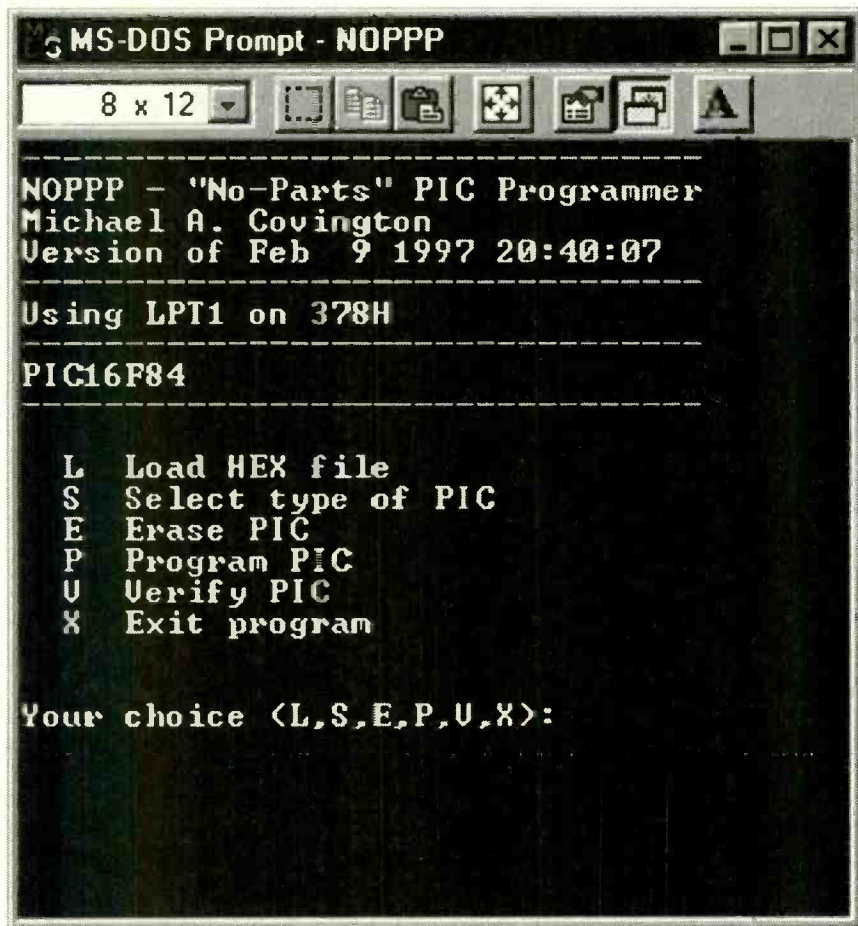 MS-DOS Prompt - NOPPP
8 x 12
A
NOPPP - "No-Parts" PIC Programmer
Michael A. Covington
Version of Feb  9 1997 20:40:07
Using LPT1 on 378H
PIC16F84
L  Load HEX file
S  Select type of PIC
E  Erase PIC
P  Program PIC
V  Verify PIC
X  Exit program
Your choice (L,S,E,P,V,X):